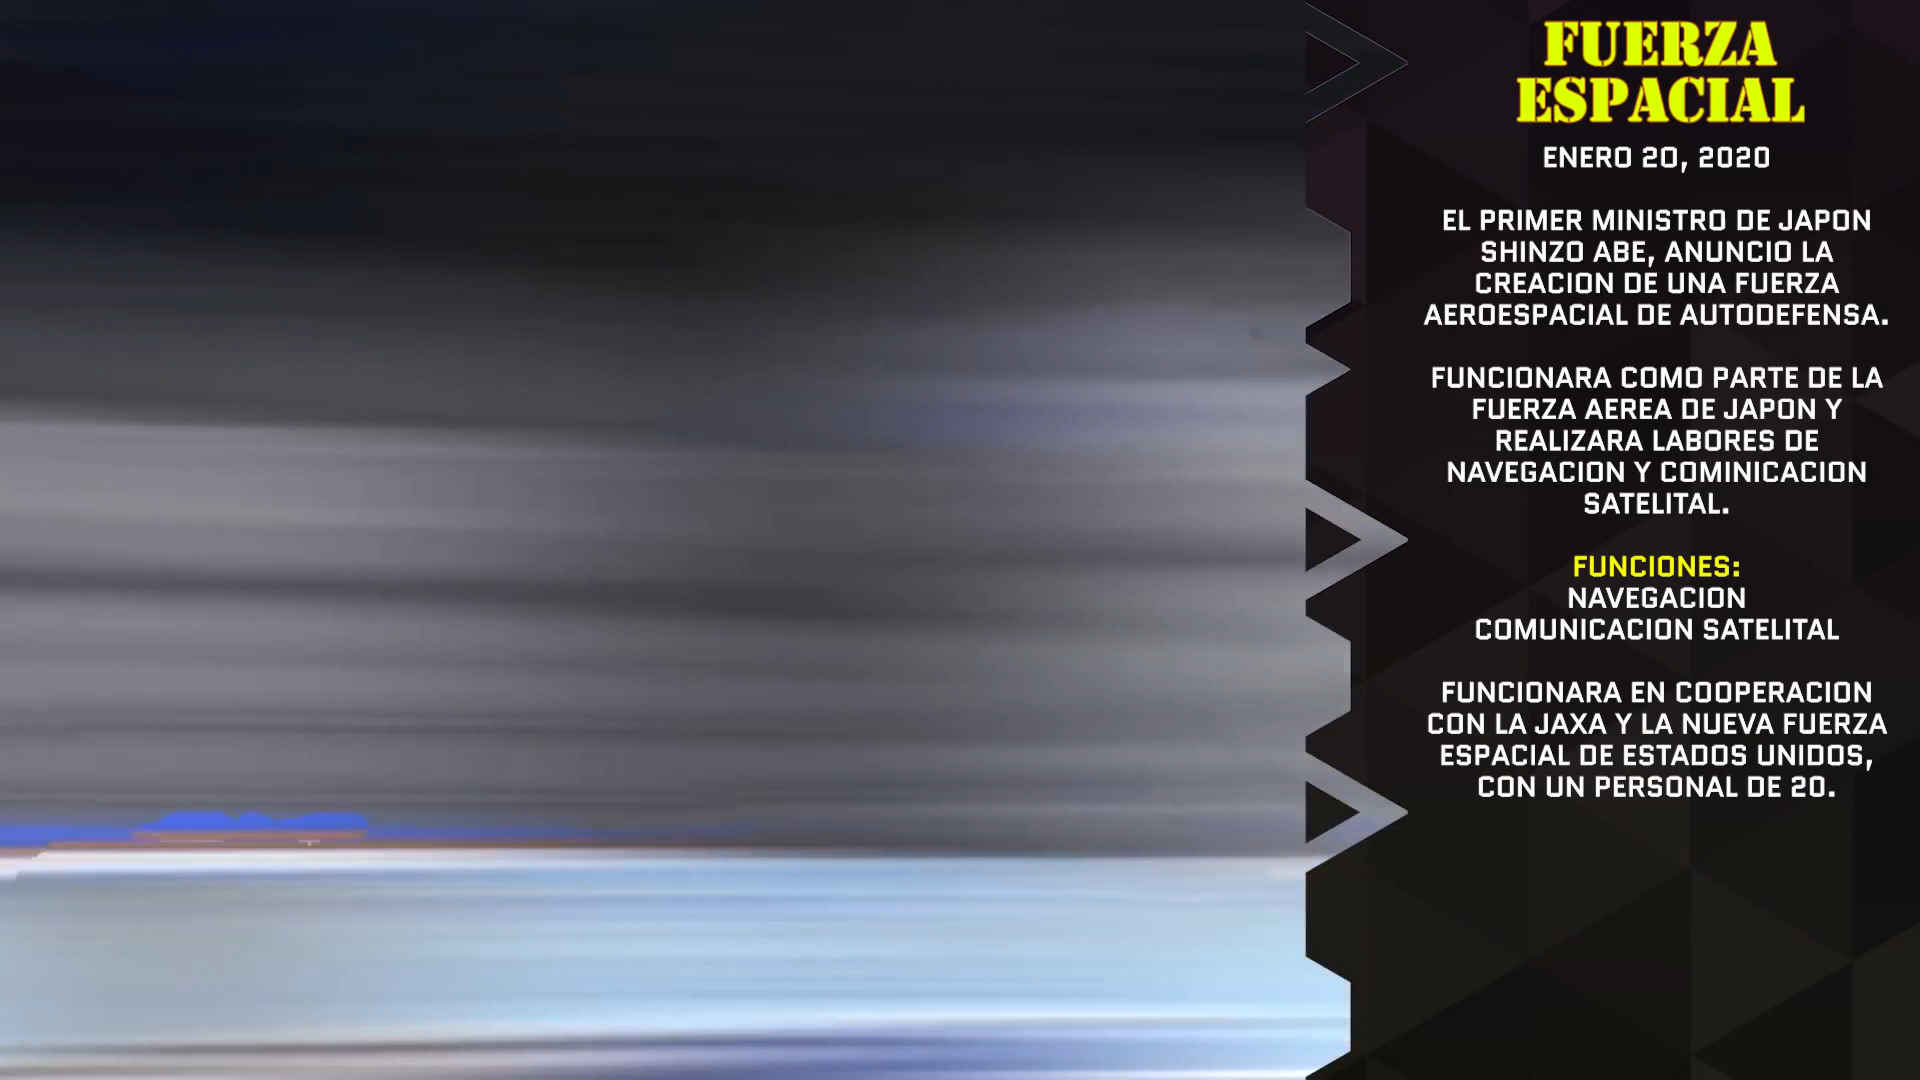 FUERZA
ESPACIAL
ENERO 20, 2020
EL PRIMER MINISTRO DE JAPON
SHINZO ABE, ANUNCIO LA
CREACION DE UNA FUERZA
AEROESPACIAL DE AUTODEFENSA.
FUNCIONARA COMO PARTE DE LA
FUERZA AEREA DE JAPON Y
REALIZARA LABORES DE
NAVEGACION Y COMINICACION
SATELITAL.
FUNCIONES:
NAVEGACION
COMUNICACION SATELITAL
FUNCIONARA EN COOPERACION
CON LA JAXA Y LA NUEVA FUERZA
ESPACIAL DE ESTADOS UNIDOS,
CON UN PERSONAL DE 20.